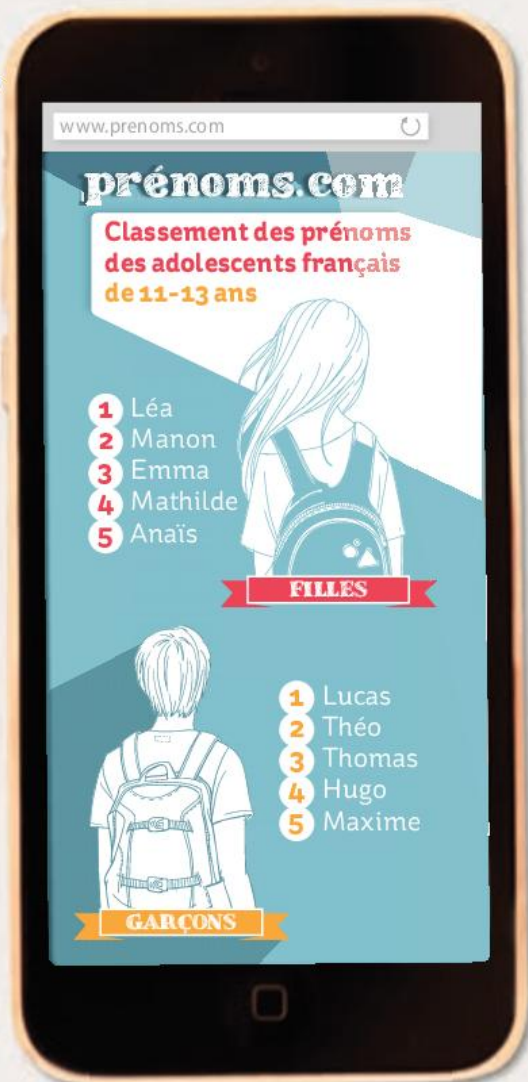 www.prenoms.com
prénoms.com
Classement des prénoms
des adolescents français
de 11-13 ans
1 Léa
2 Manon
3 Emma
4 Mathilde
5 Anaïs
FILLES
1 Lucas
2 Théo
3 Thomas
4 Hugo
5 Maxime
GARÇONS